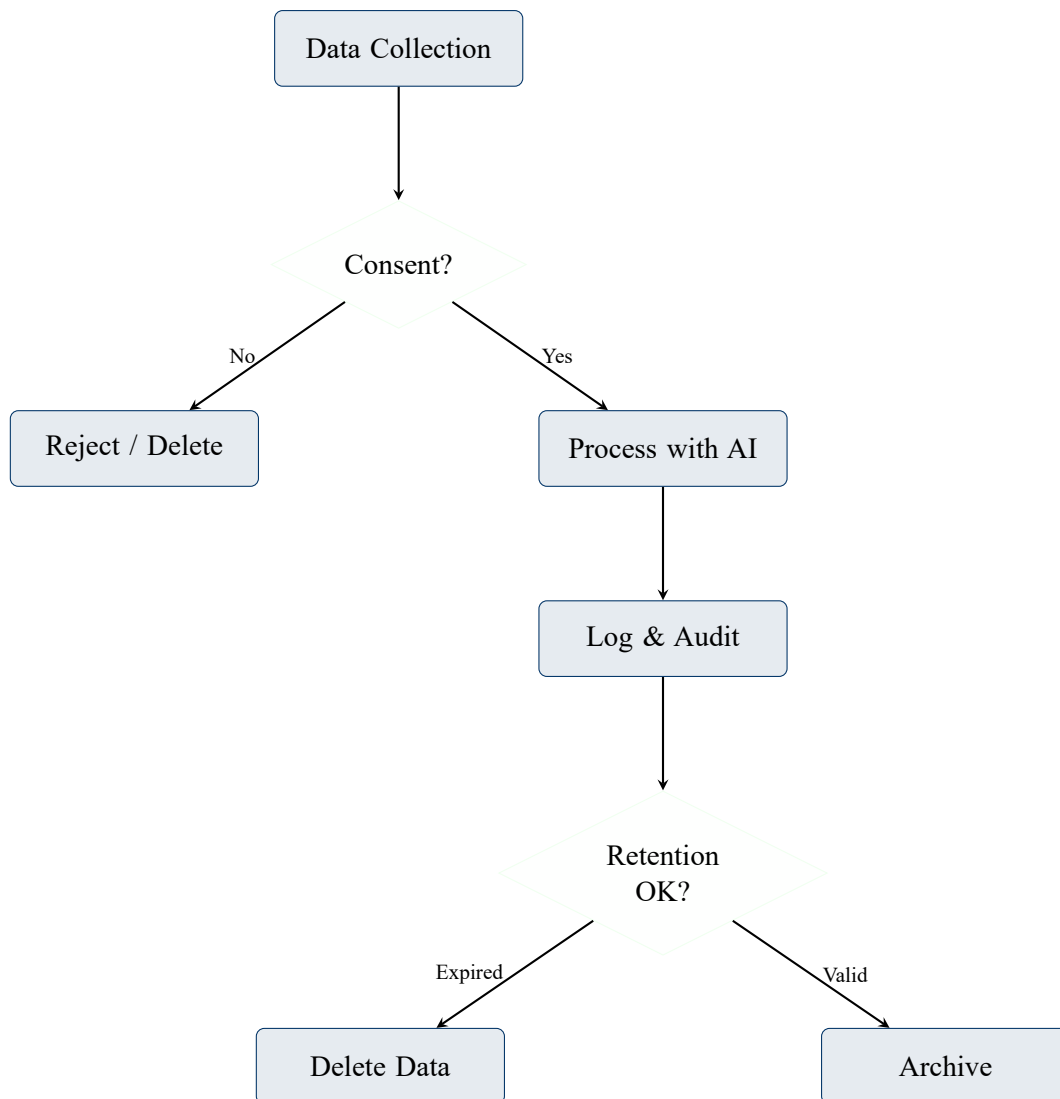 Data Collection
Consent?
No
Yes
Reject / Delete
Process with AI
Log & Audit
Retention
OK?
Expired
Valid
Delete Data
Archive